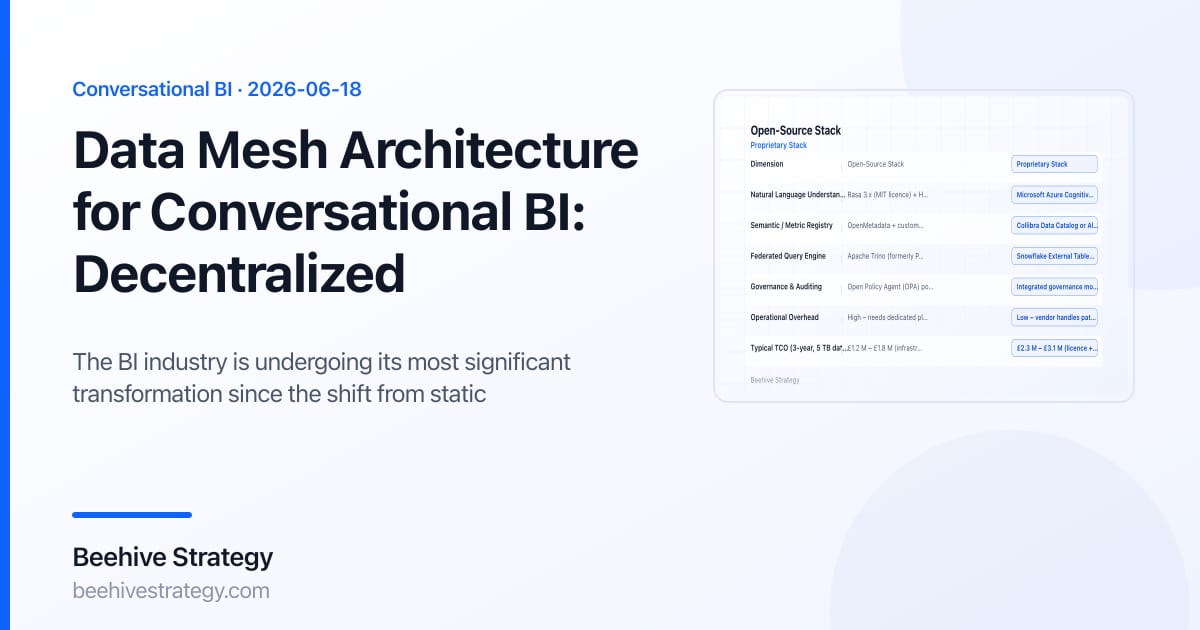 Conversational BI · 2026-06-18
Data Mesh Architecture
for Conversational BI:
Decentralized
The BI industry is undergoing its most significant
transformation since the shift from static
Beehive Strategy
beehivestrategy.com
Open-Source Stack
Proprietary Stack
Dimension Open-Source Stack Proprietary Stack
Natural Language Understan... Rasa 3.x (MIT licence) + H... Microsoft Azure Cognitiv...
Semantic / Metric Registry OpenMetadata + custom... Collibra Data Catalog or Al...
Federated Query Engine Apache Trino (formerly P... Snowflake External Table...
Governance & Auditing Open Policy Agent (OPA) po... Integrated governance mo...
Operational Overhead High – needs dedicated pl... Low – vendor handles pat...
Typical TCO (3-year, 5 TB dat... £1.2 M – £1.8 M (infrastr... £2.3 M – £3.1 M (licence +...
Beehive Strategy